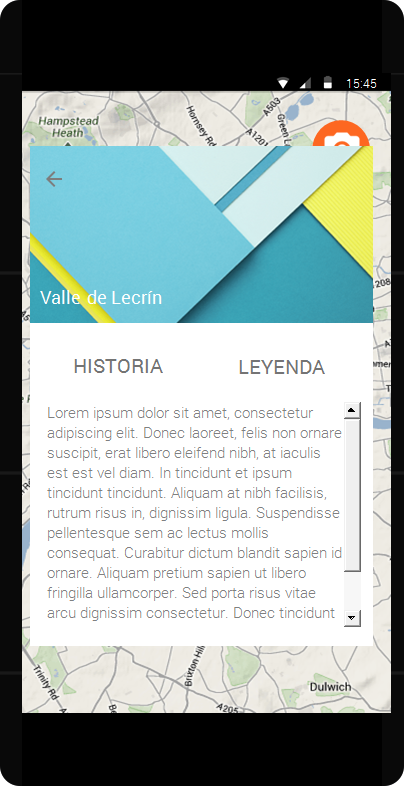 15:45
A503
Hampstead
Heath
Hornsey Rd
A1201
Green L
Valle de Lecrín
208
HISTORIA
LEYENDA
Lorem ipsum dolor sit amet, consectetur
adipiscing elit. Donec laoreet, felis non ornare
suscipit, erat libero eleifend nibh, at iaculis
est est vel diam. In tincidunt et ipsum
tincidunt tincidunt. Aliquam at nibh facilisis,
rutrum risus in, dignissim ligula. Suspendisse
pellentesque sem ac lectus mollis
consequat. Curabitur dictum blandit sapien id
ornare. Aliquam pretium sapien ut libero
fringilla ullamcorper. Sed porta risus vitae
arcu dignissim consectetur. Donec tincidunt
Trinity Rd
Brixton Hill
Dulwich
A205